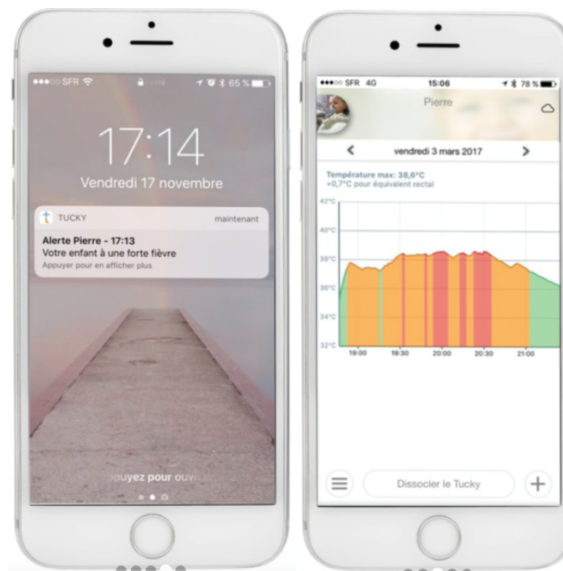 SFR 65 %
17:14
Vendredi 17 novembre
TUCKY maintenant
Alerte Pierre - 17:13
Votre enfant à une forte fièvre
Appuyer pour en afficher plus
SFR 4G 15:06 78 %
Pierre
vendredi 3 mars 2017
Température max: 38,6°C
+0,7°C pour équivalent rectal
42°C
40°C
38°C
36°C
34°C
32°C
19:00 19:30 20:00 20:30 21:00
Dissocier le Tucky